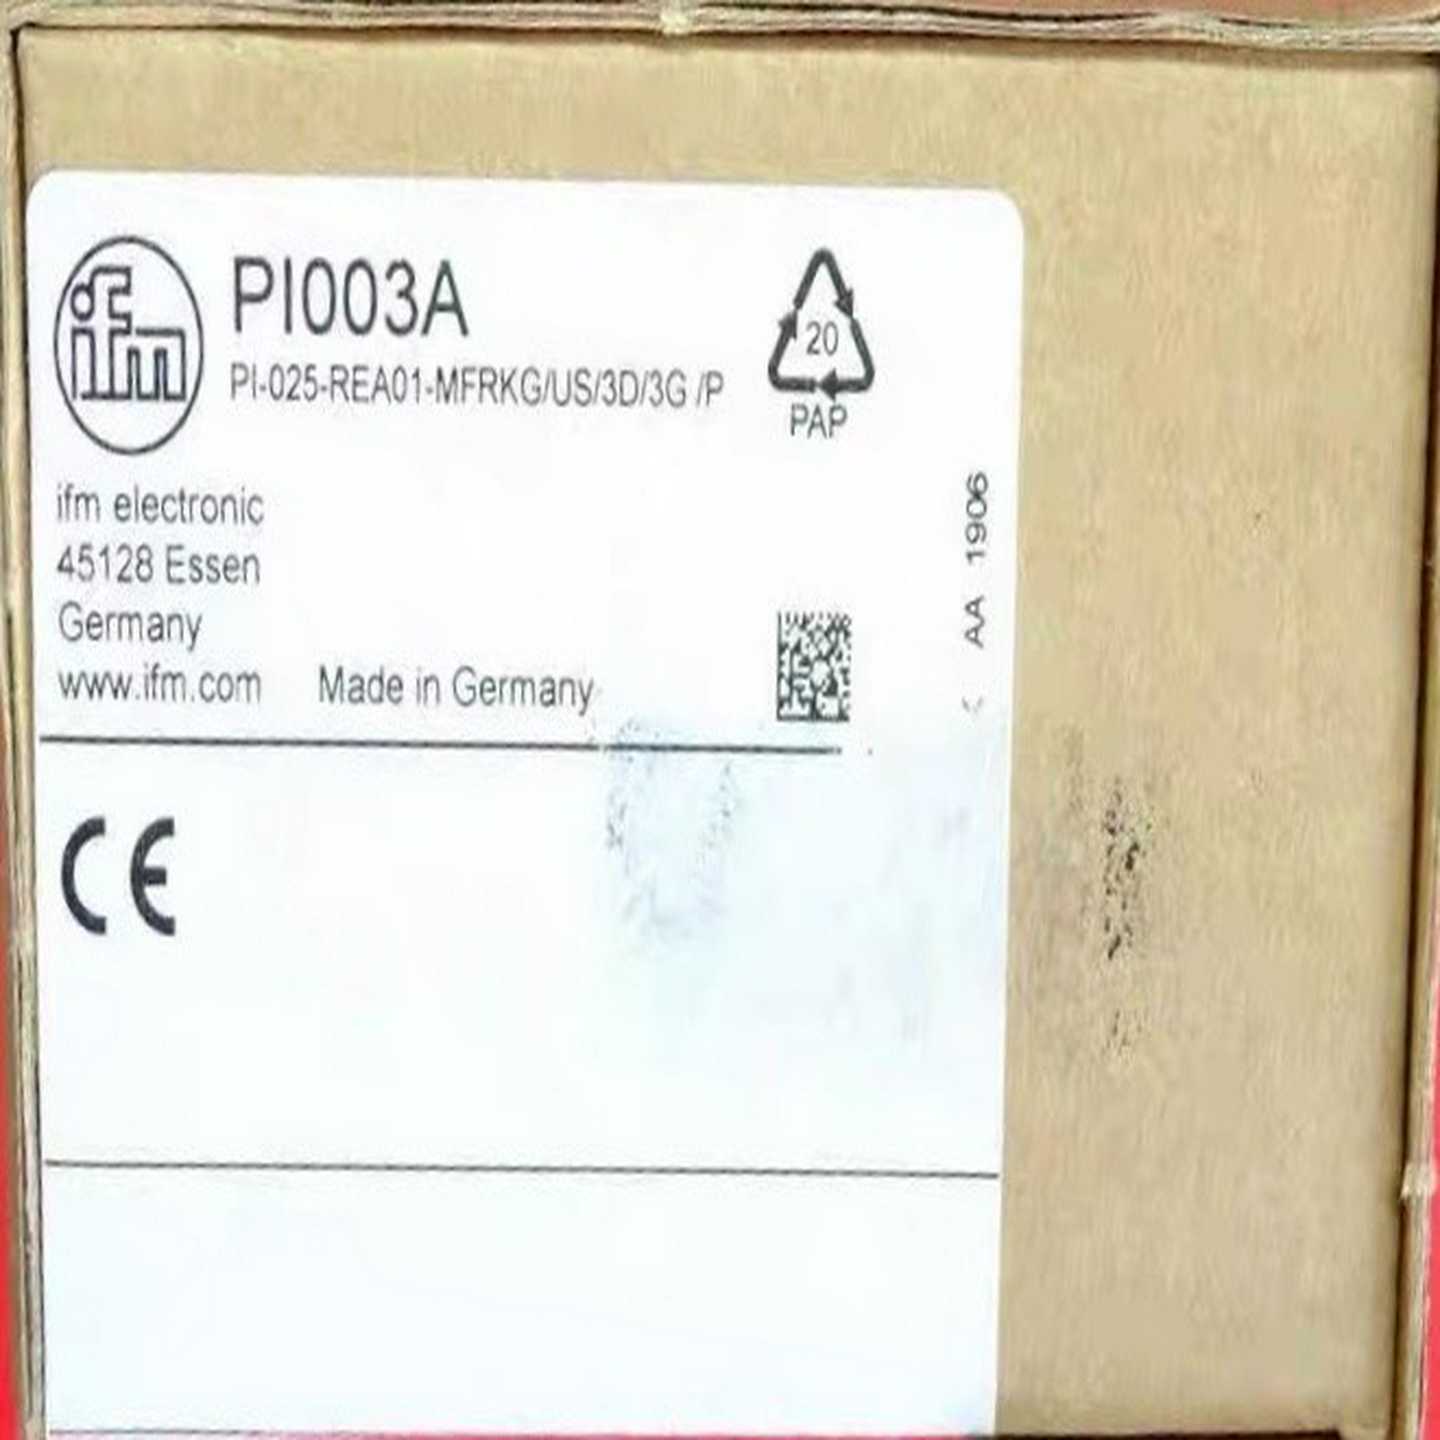 ifm
PI003A
PI-025-REA01-MFRKG/US/3D/3G /P
20
PAP
ifm electronic
45128 Essen
Germany
www.ifm.com Made in Germany
AA 1906
CE